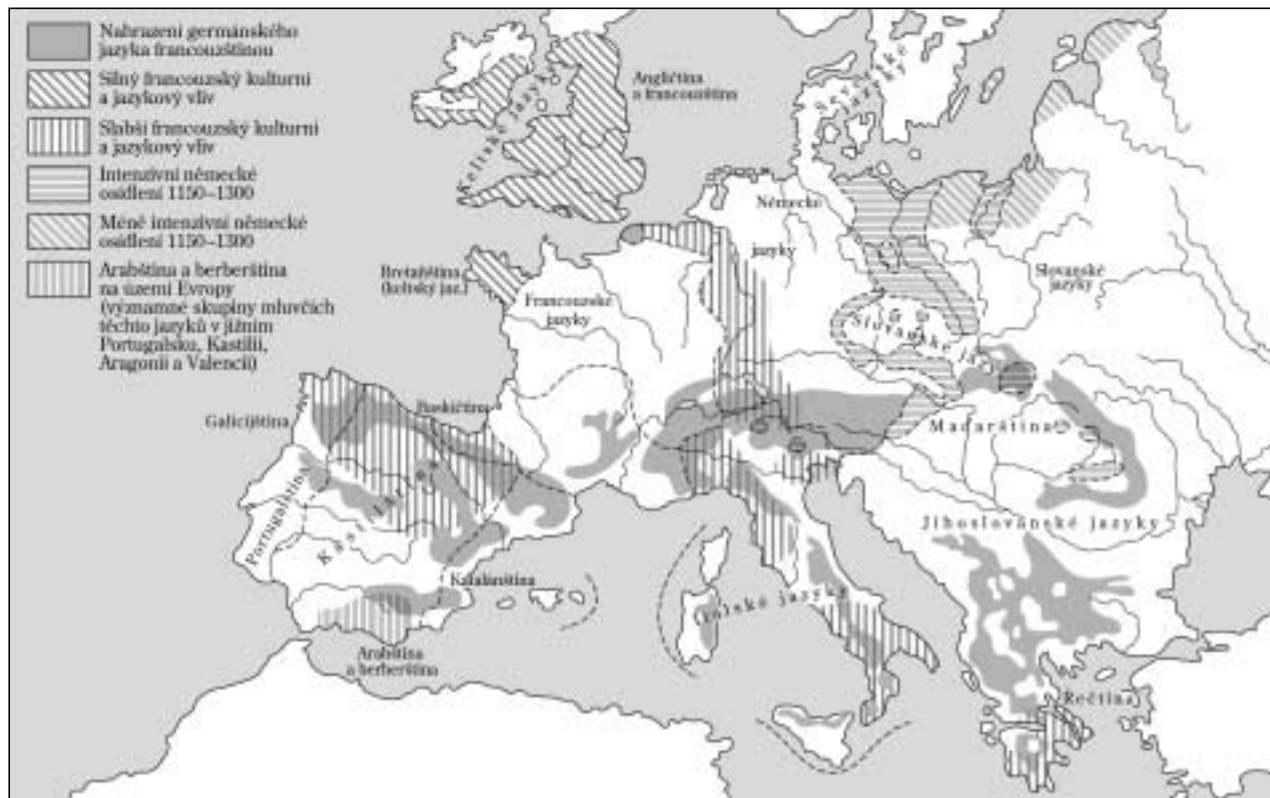 Nahrazení germánského
jazyka francouzštinou
Silný francouzský kulturní
a jazykový vliv
Slabší francouzský kulturní
a jazykový vliv
Intenzivní německé
osídlení 1150–1300
Méně intenzivní německé
osídlení 1150–1300
Arabština a berberština
na území Evropy
(významné skupiny mluvčích
těchto jazyků v jižním
Portugalsku, Kastilii,
Aragonii a Valencii)
Angličtina
a francouzština
Keltské jazyky
Severské
jazyky
Německé
jazyky
Slovanské
jazyky
Bretaňština
(keltský jaz.)
Francouzské
jazyky
Slovanské
Baskičtina
Galicijština
Maďarština
Portugalština
Jihoslovanské jazyky
Katalánština
Italské jazyky
Arabština
a berberština
Řečtina